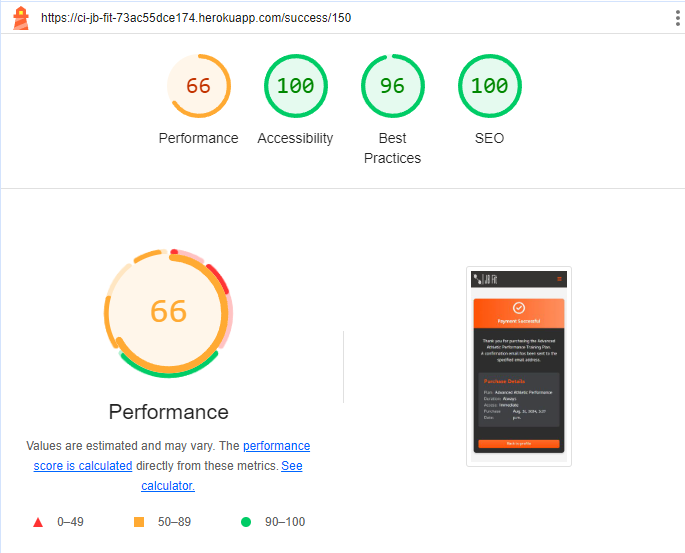 https://ci-jb-fit-73ac55dce174.herokuapp.com/success/150
66
100
96
100
Performance
Accessibility
Best
Practices
SEO
66
Performance
Values are estimated and may vary. The performance
score is calculated directly from these metrics. See
calculator.
0–49
50–89
90–100
JB Fit
Payment Successful
Thank you for purchasing the Advanced
Athletic Performance Training Plan.
A confirmation email has been sent to the
specified email address.
Purchase Details
Plan: Advanced Athletic Performance
Duration: Always
Access: Immediate
Purchase Aug. 31, 2024,
Date: p.m.
Back to profile